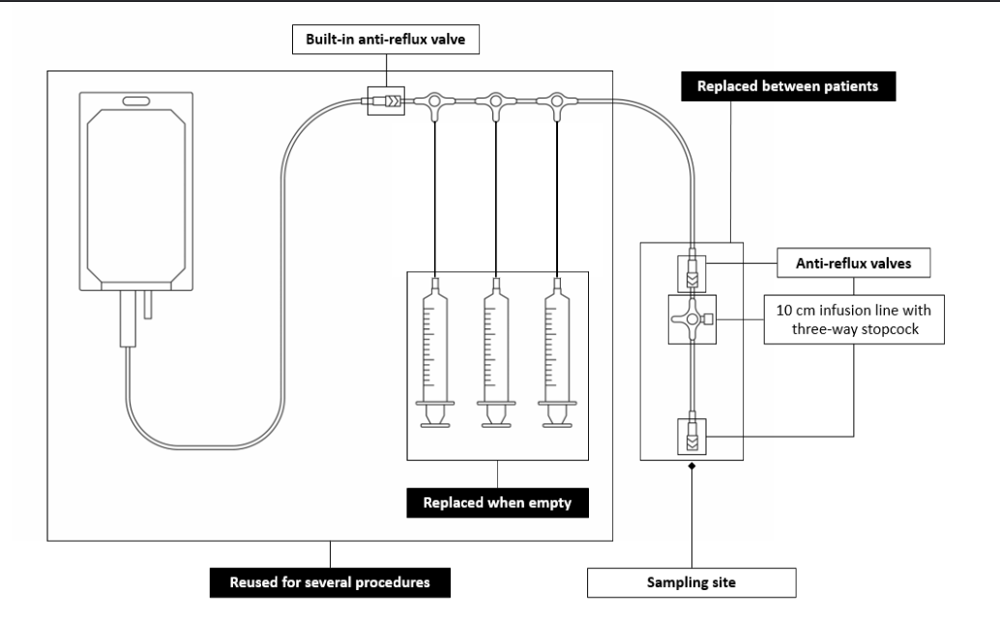 Built-in anti-reflux valve
Replaced between patients
Anti-reflux valves
10 cm infusion line with
three-way stopcock
Replaced when empty
Reused for several procedures
Sampling site